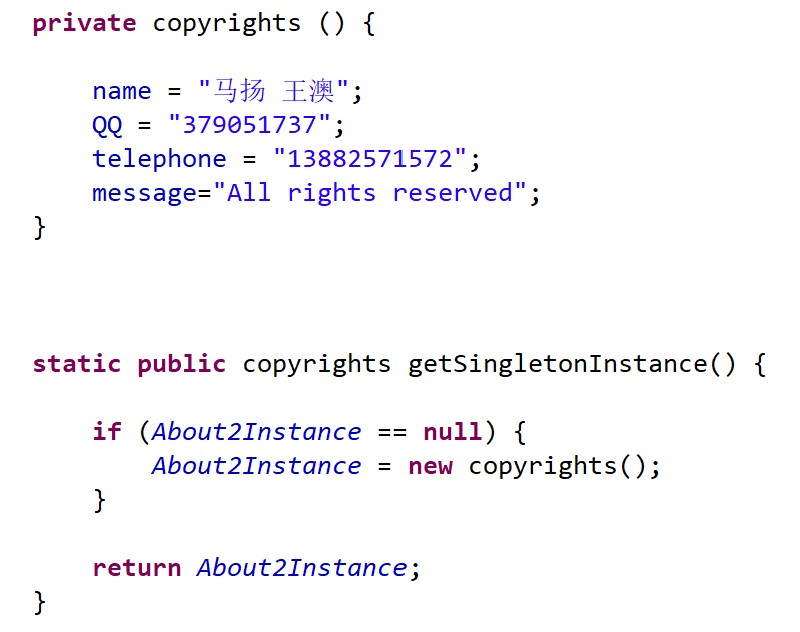 private copyrights () {
name = "马扬 王澳";
QQ = "379051737";
telephone = "13882571572";
message="All rights reserved";
}
static public copyrights getSingletonInstance() {
if (About2Instance == null) {
About2Instance = new copyrights();
}
return About2Instance;
}